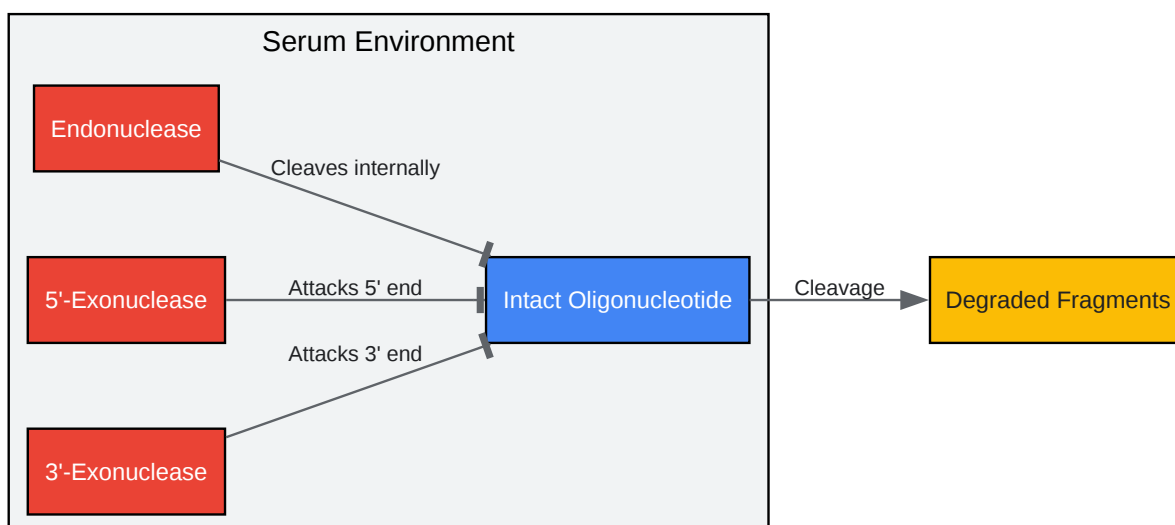 Serum Environment
Endonuclease
Cleaves internally
5'-Exonuclease
Attacks 5' end
Intact Oligonucleotide
Cleavage
Degraded Fragments
Attacks 3' end
3'-Exonuclease